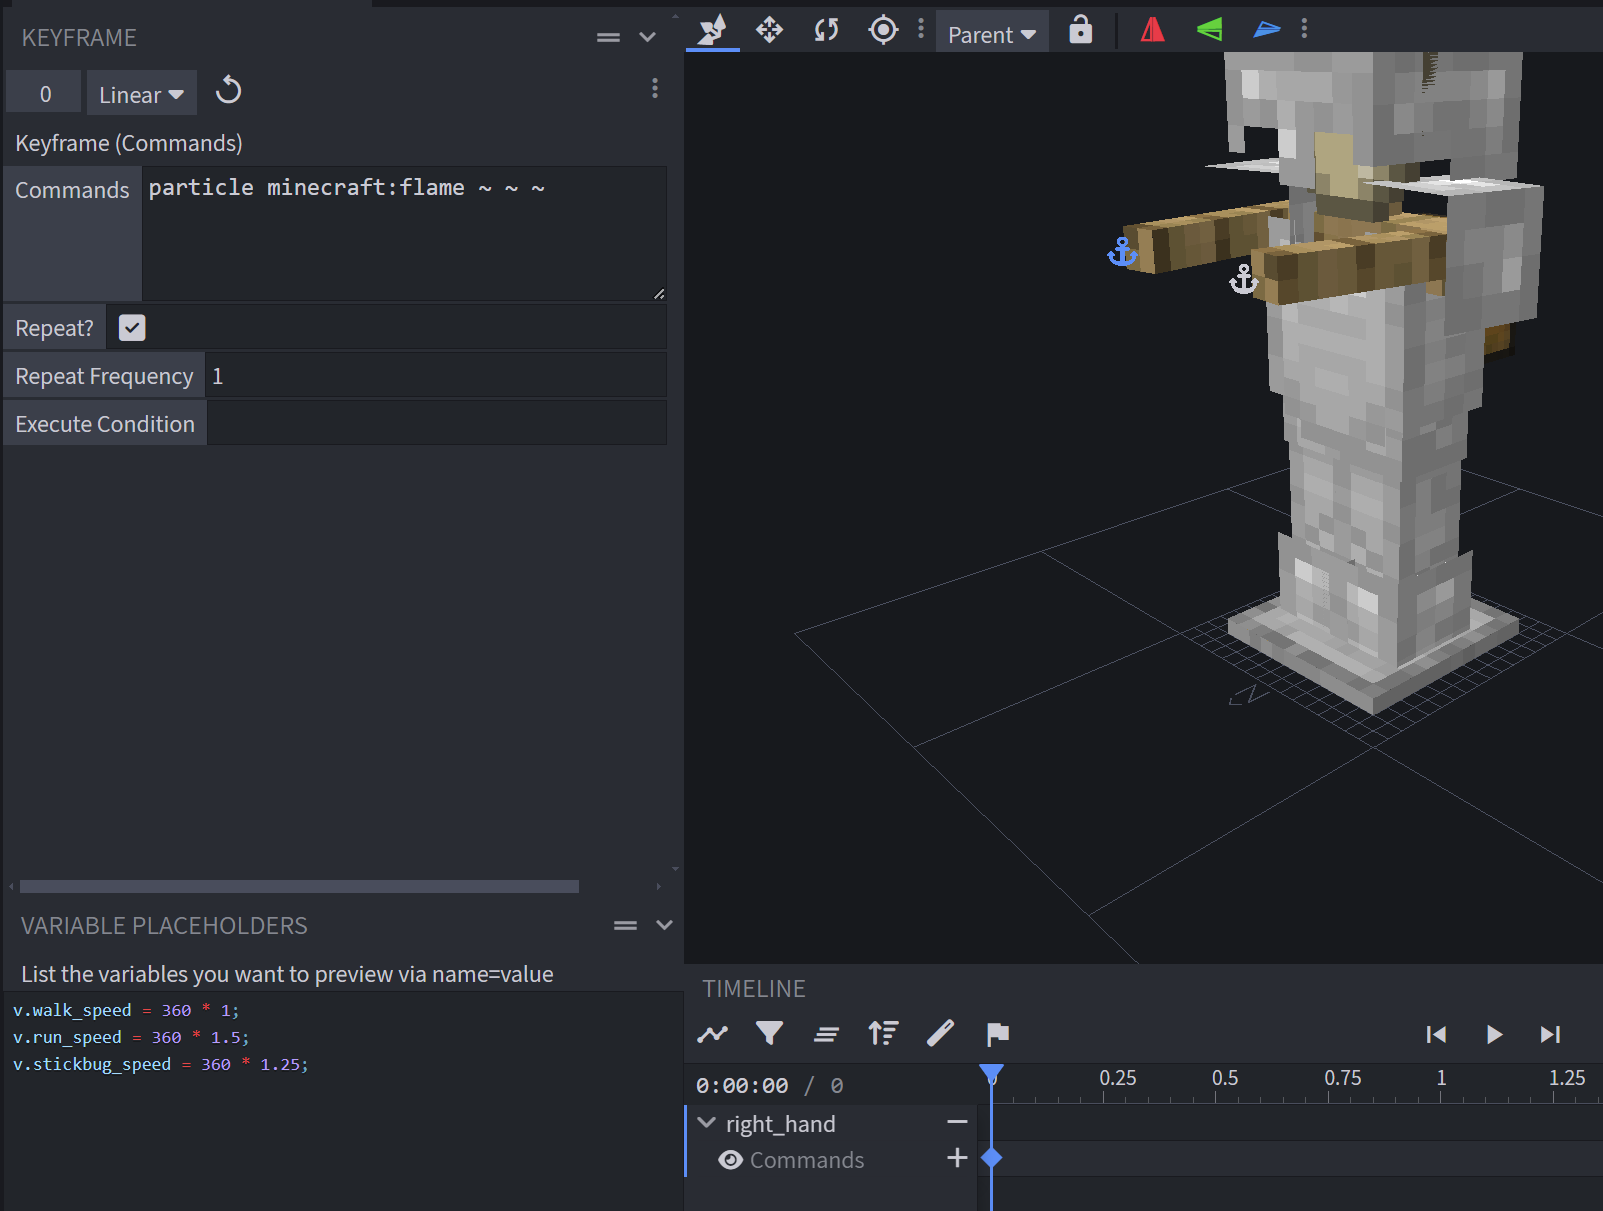 KEYFRAME
0
Linear
Keyframe (Commands)
Commands
particle minecraft:flame ~ ~ ~
Repeat?
Repeat Frequency
1
Execute Condition
VARIABLE PLACEHOLDERS
List the variables you want to preview via name=value
v.walk_speed = 360 * 1;
v.run_speed = 360 * 1.5;
v.stickbug_speed = 360 * 1.25;
Parent
TIMELINE
0:00:00 / 0
0 0.25 0.5 0.75 1 1.25
right_hand
Commands